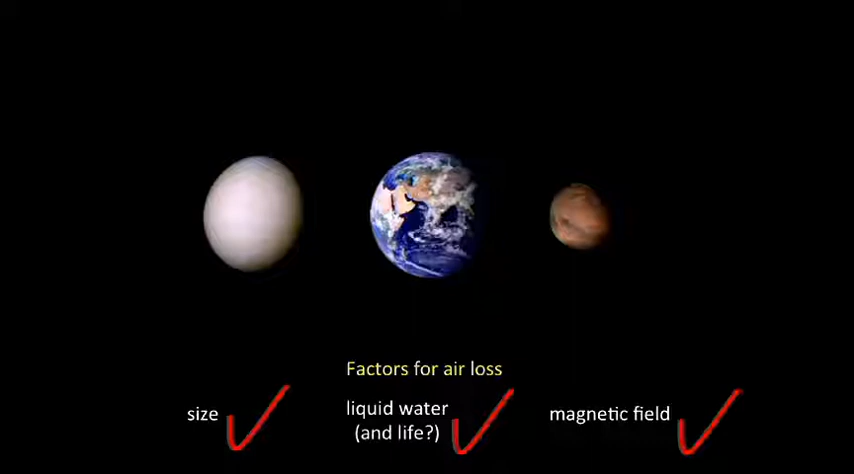 Factors for air loss
size
liquid water
(and life?)
magnetic field